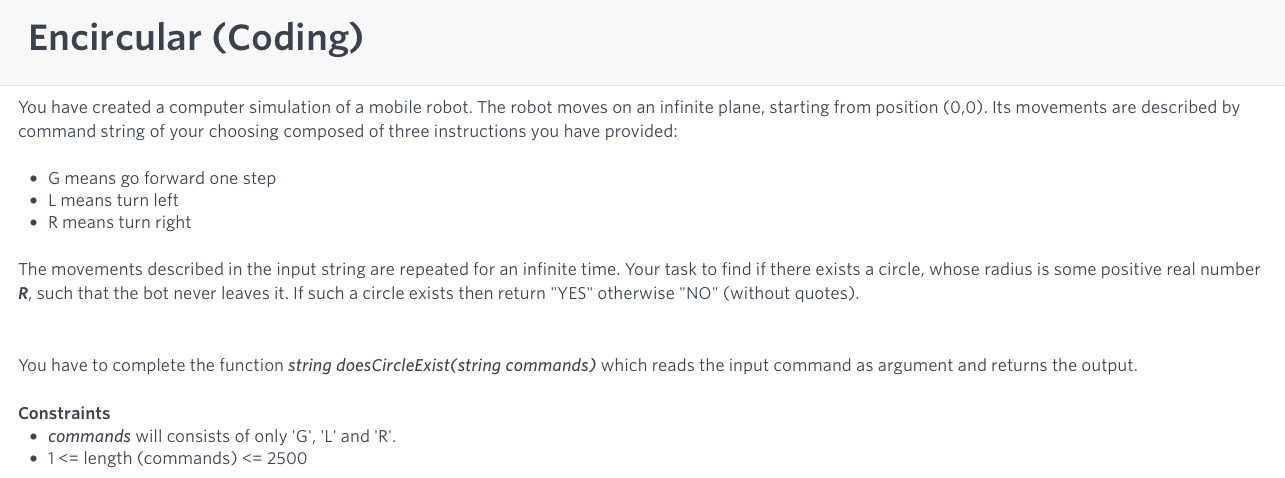 Encircular (Coding)
You have created a computer simulation of a mobile robot. The robot moves on an infinite plane, starting from position (0,0). Its movements are described by
command string of your choosing composed of three instructions you have provided:
• G means go forward one step
• L means turn left
• R means turn right
The movements described in the input string are repeated for an infinite time. Your task to find if there exists a circle, whose radius is some positive real number
R, such that the bot never leaves it. If such a circle exists then return "YES" otherwise "NO" (without quotes).
You have to complete the function string doesCircleExist(string commands) which reads the input command as argument and returns the output.
Constraints
• commands will consists of only 'G', 'L' and 'R'.
• 1 <= length (commands) <= 2500